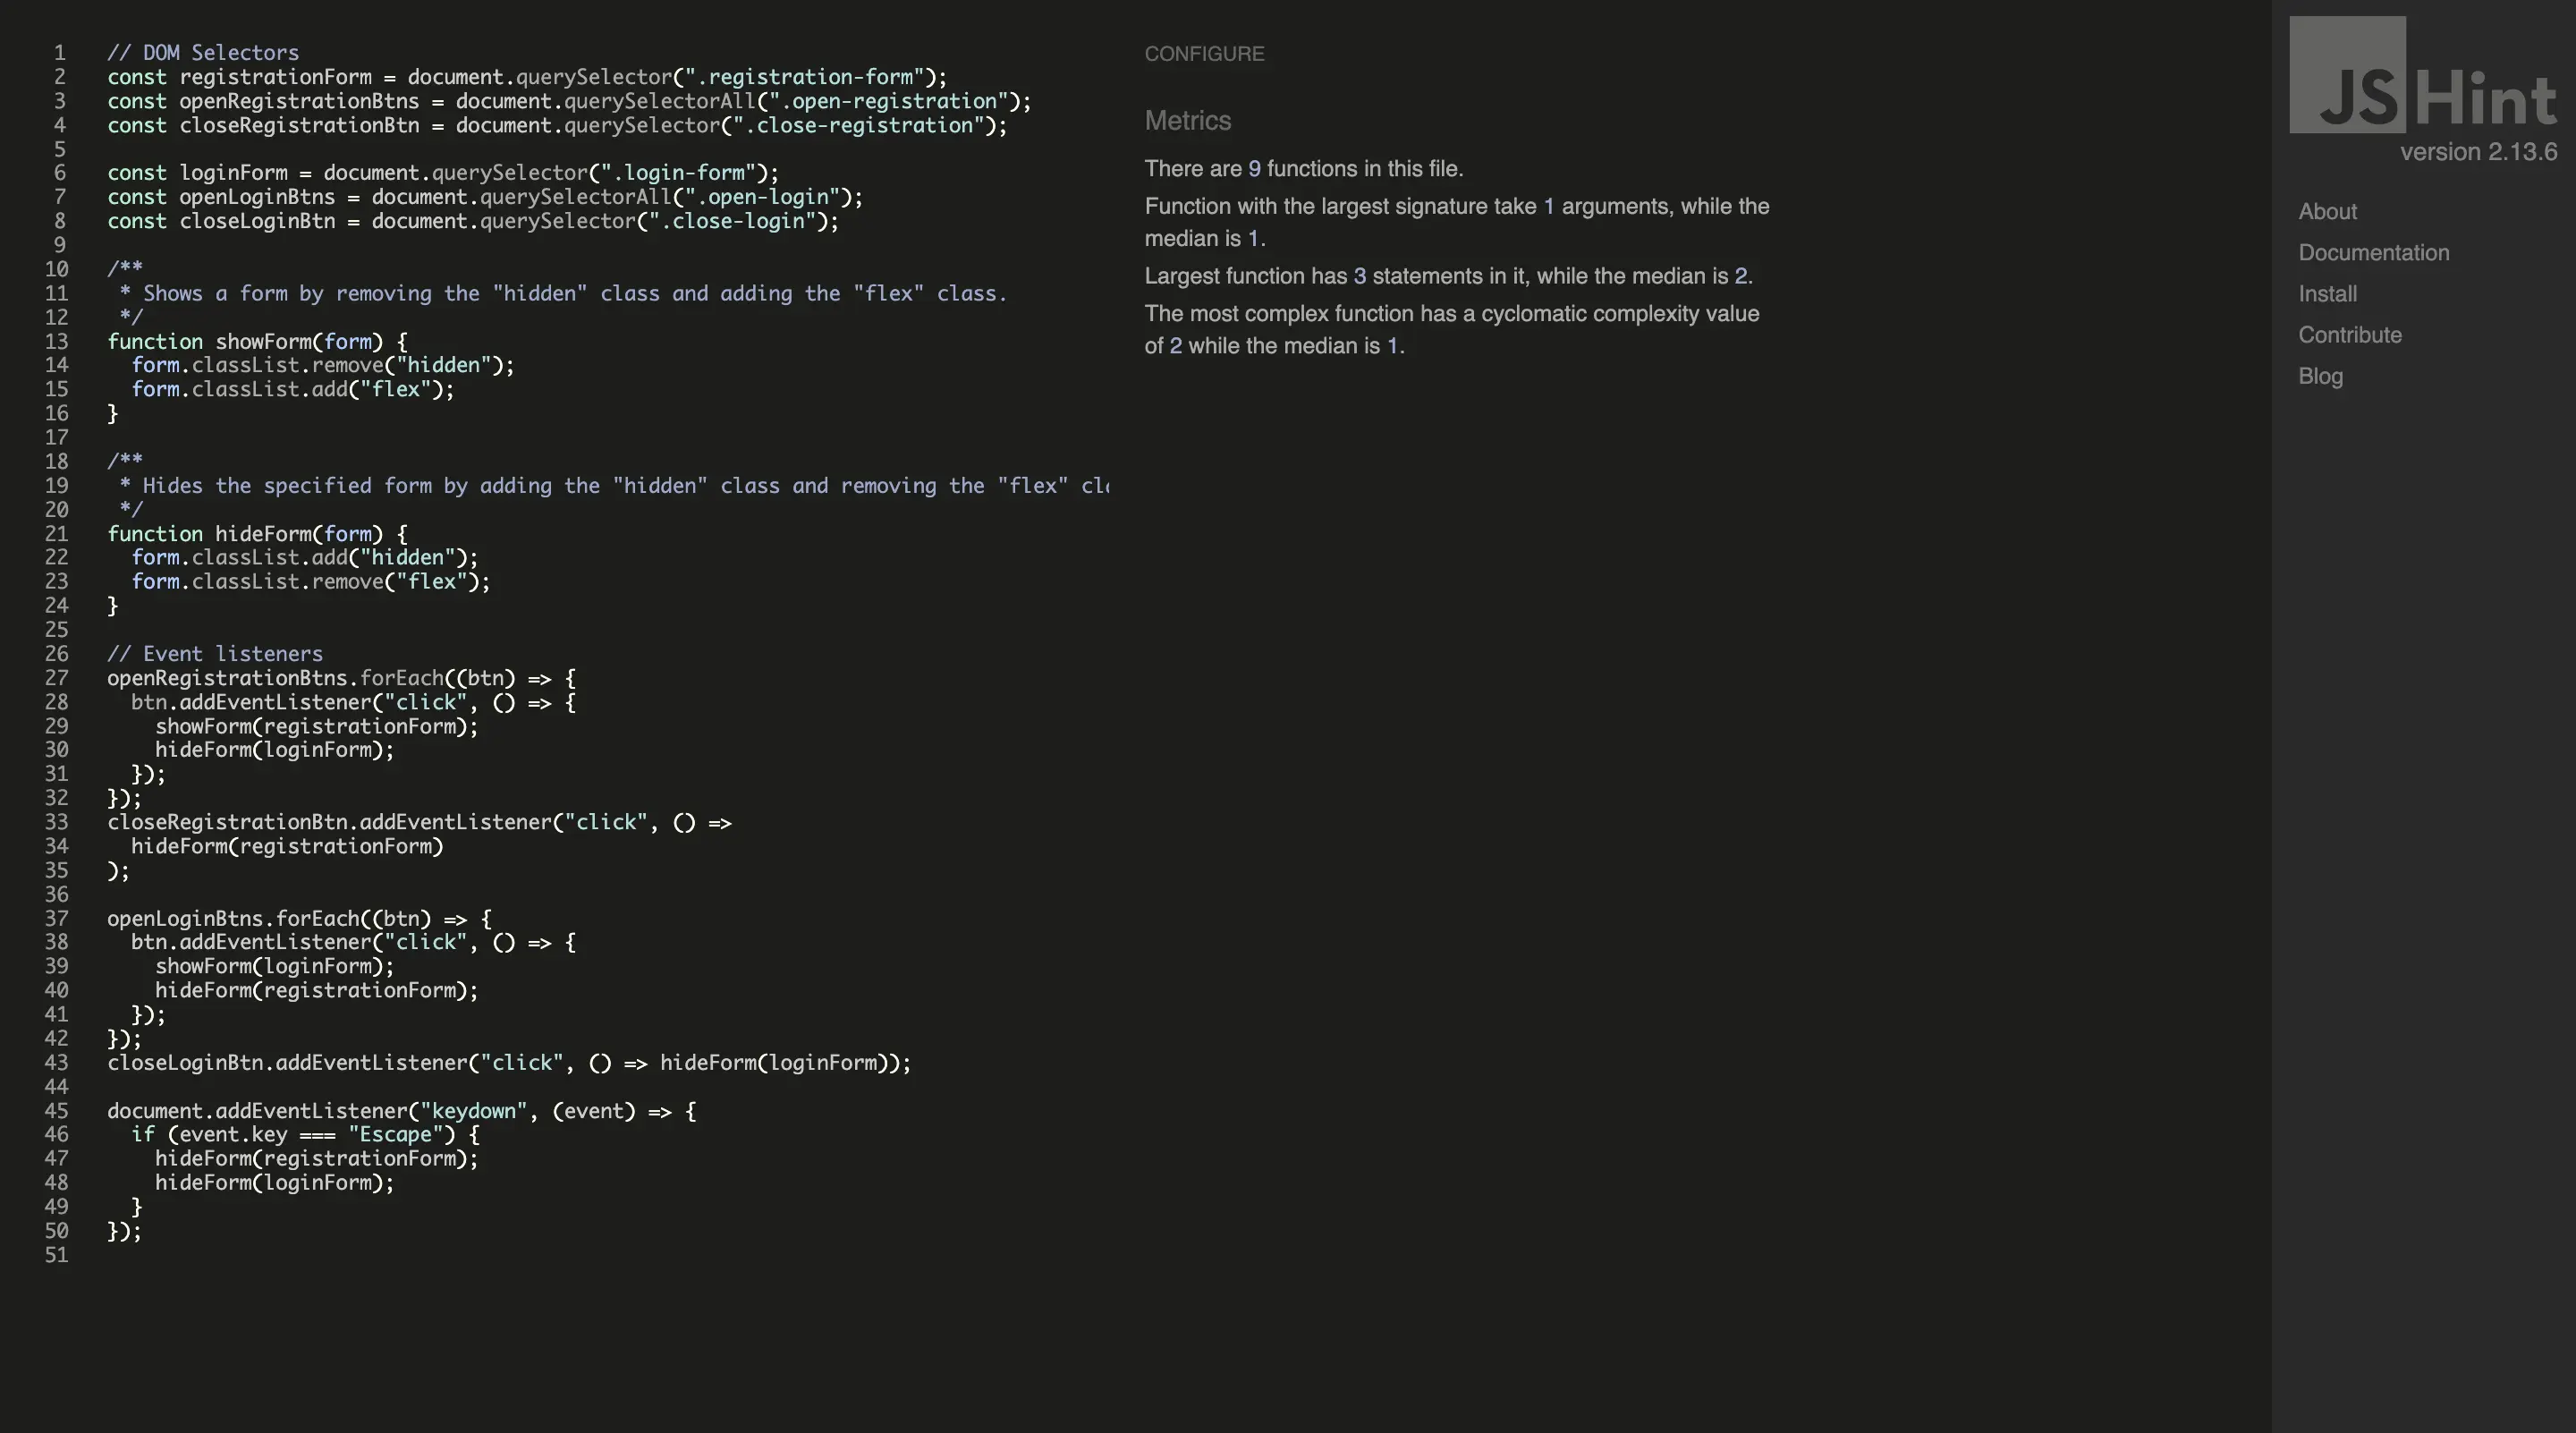 1 // DOM Selectors
2 const registrationForm = document.querySelector(".registration-form");
3 const openRegistrationBtns = document.querySelectorAll(".open-registration");
4 const closeRegistrationBtn = document.querySelector(".close-registration");
5
6 const loginForm = document.querySelector(".login-form");
7 const openLoginBtns = document.querySelectorAll(".open-login");
8 const closeLoginBtn = document.querySelector(".close-login");
9
10 /**
11  * Shows a form by removing the "hidden" class and adding the "flex" class.
12  */
13 function showForm(form) {
14   form.classList.remove("hidden");
15   form.classList.add("flex");
16 }
17
18 /**
19  * Hides the specified form by adding the "hidden" class and removing the "flex"
20  */
21 function hideForm(form) {
22   form.classList.add("hidden");
23   form.classList.remove("flex");
24 }
25
26 // Event listeners
27 openRegistrationBtns.forEach((btn) => {
28   btn.addEventListener("click", () => {
29     showForm(registrationForm);
30     hideForm(loginForm);
31   });
32 });
33 closeRegistrationBtn.addEventListener("click", () =>
34   hideForm(registrationForm)
35 );
36
37 openLoginBtns.forEach((btn) => {
38   btn.addEventListener("click", () => {
39     showForm(loginForm);
40     hideForm(registrationForm);
41   });
42 });
43 closeLoginBtn.addEventListener("click", () => hideForm(loginForm));
44
45 document.addEventListener("keydown", (event) => {
46   if (event.key === "Escape") {
47     hideForm(registrationForm);
48     hideForm(loginForm);
49   }
50 });
51
CONFIGURE
Metrics
There are 9 functions in this file.
Function with the largest signature take 1 arguments, while the
median is 1.
Largest function has 3 statements in it, while the median is 2.
The most complex function has a cyclomatic complexity value
of 2 while the median is 1.
JSHint
version 2.13.6
About
Documentation
Install
Contribute
Blog